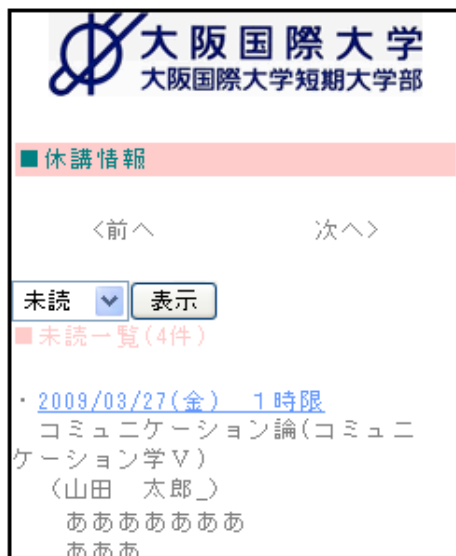 大阪国際大学
大阪国際大学短期大学部
■休講情報
<前へ 次へ>
未読 表示
■未読一覧(4件)
・2009/03/27(金) 1時限
コミュニケーション論(コミュニ
ケーション学Ⅴ)
(山田 太郎_)
あああああああ
あああ